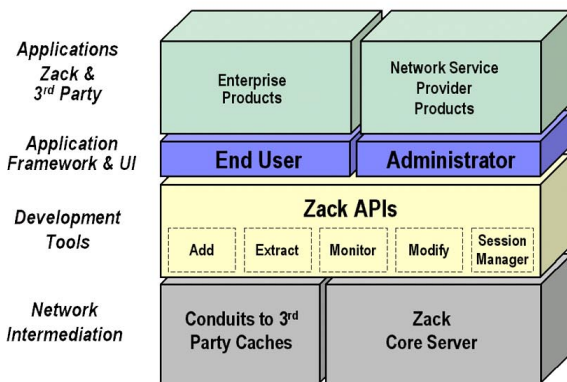 Applications
Zack &
3rd Party
Enterprise
Products
Network Service
Provider
Products
Application
Framework & UI
End User
Administrator
Development
Tools
Zack APIs
Add
Extract
Monitor
Modify
Session
Manager
Network
Intermediation
Conduits to 3rd
Party Caches
Zack
Core Server